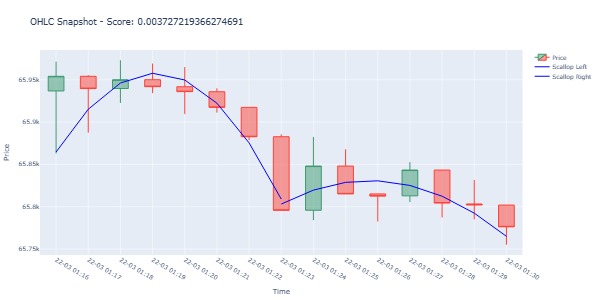 OHLC Snapshot - Score: 0.003727219366274691
Price
Scallop Left
Scallop Right
65.95k
65.9k
65.85k
65.8k
65.75k
Price
22-03 01:16
22-03 01:17
22-03 01:18
22-03 01:19
22-03 01:20
22-03 01:21
22-03 01:22
22-03 01:23
22-03 01:24
22-03 01:25
22-03 01:26
22-03 01:27
22-03 01:28
22-03 01:29
22-03 01:30
Time